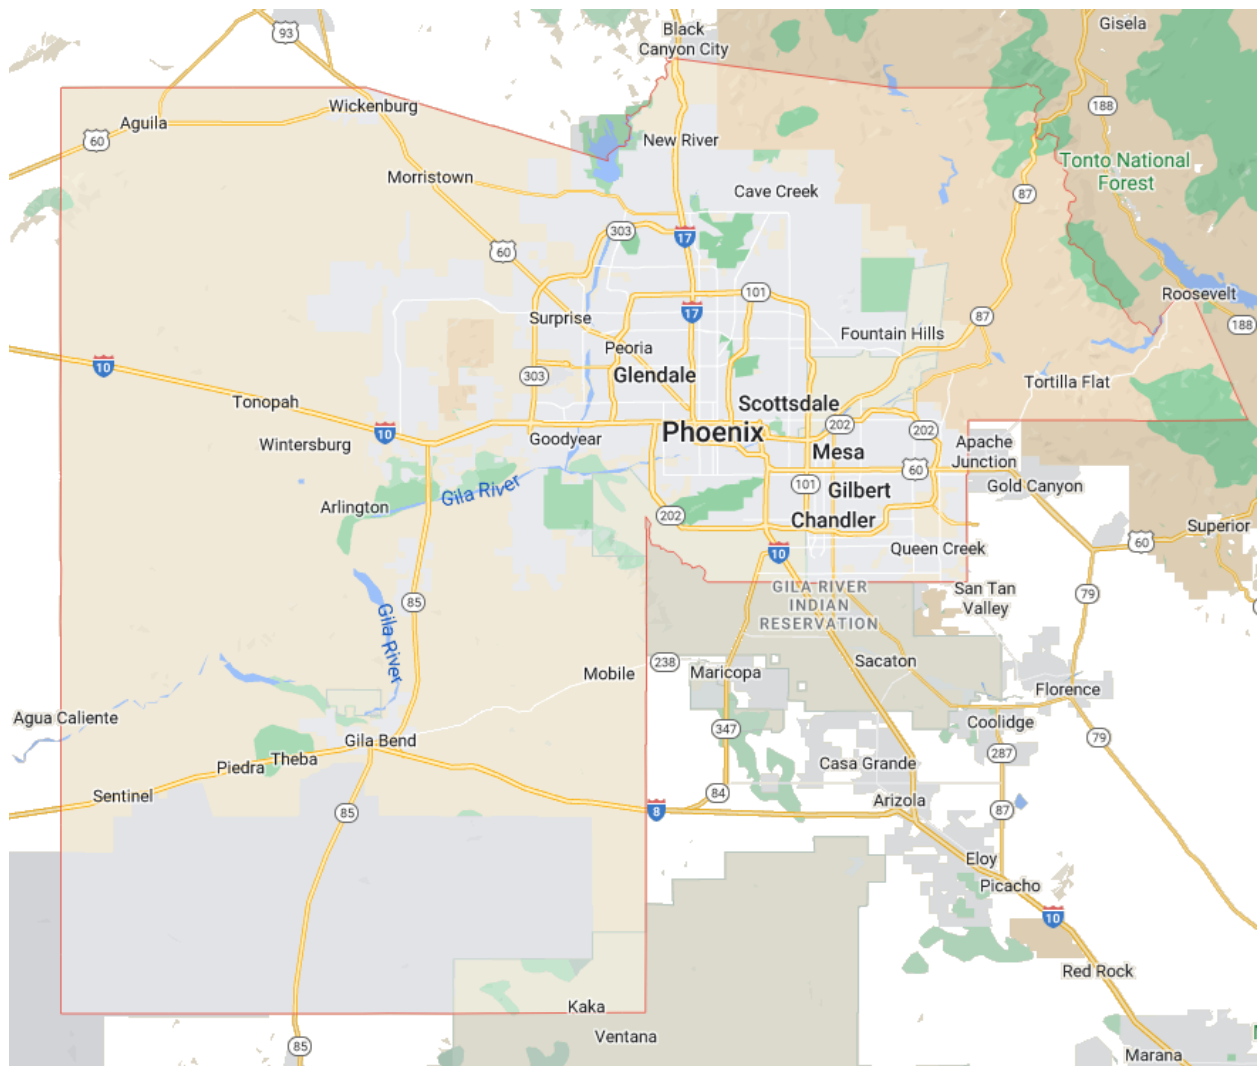 Gisela
Black
Canyon City
93
188
Wickenburg
Aguila
60
New River
Tonto National
Forest
Morristown
Cave Creek
87
303
17
60
Roosevelt
101
17
87
Surprise
188
Fountain Hills
Peoria
10
Glendale
303
Tortilla Flat
Tonopah
Scottsdale
202
202
10
Phoenix
Goodyear
Wintersburg
Apache
Junction
Mesa
60
101
Gold Canyon
Gila River
Gilbert
Arlington
202
Chandler
Superior
60
10
Queen Creek
GILA RIVER
INDIAN
RESERVATION
San Tan
Valley
79
85
Gila River
238
Sacaton
Mobile
Maricopa
Florence
Agua Caliente
Coolidge
347
79
Gila Bend
287
Theba
Piedra
Casa Grande
Sentinel
84
Arizola
8
87
85
Eloy
Picacho
10
Red Rock
Kaka
Ventana
85
Marana